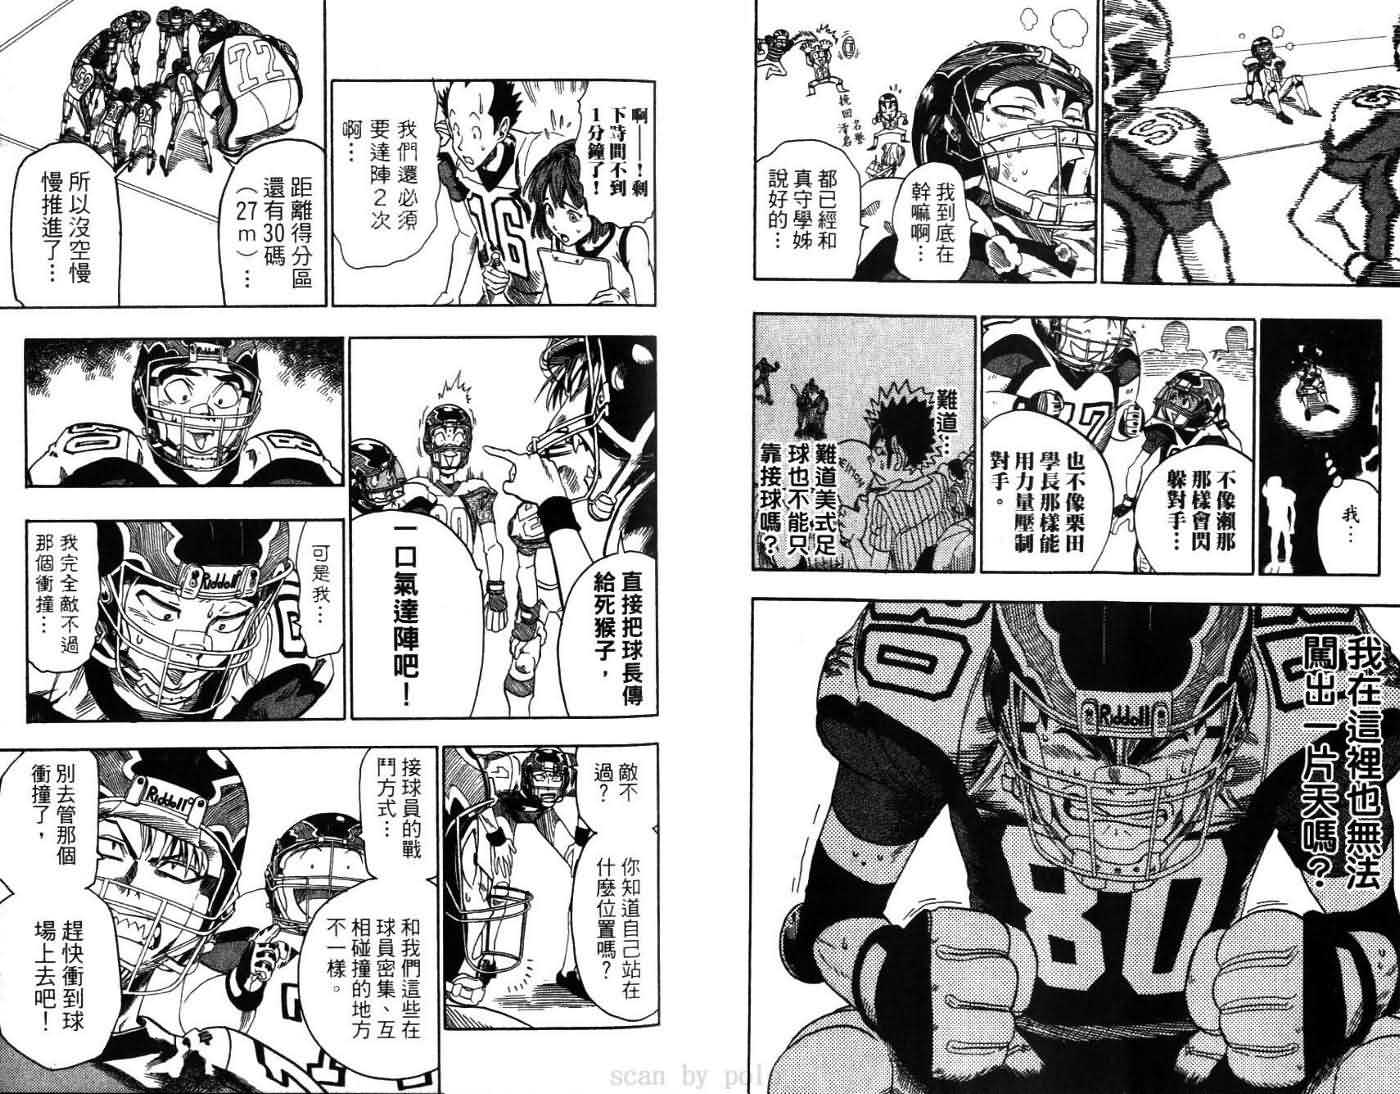 我到底在
幹嘛啊…
挽回
名譽
都已經和
真守學姊
說好的…
我…
不像瀨那
那樣會閃
躲對手…
也不像栗田
學長那樣能
用力量壓制
對手。
17
難道…
難道美式足
球也不能只
靠接球嗎？
我在這裡也無法
闖出一片天嗎？
80
Riddell
80
啊——！剩
下時間不到
1分鐘了！
我們還必須
要達陣2次
啊…
16
77
距離得分區
還有30碼
（27m）…
所以沒空慢
慢推進了…
直接把球長傳
給死猴子，
一口氣達陣吧！
80
可是我…
我完全敵不過
那個衝撞…
Riddell
敵不
過？
你知道自己站在
什麼位置嗎？
接球員的戰
鬥方式…
和我們這些在
球員密集、互
相碰撞的地方
不一樣。
別去管那個
衝撞了，
趕快衝到球
場上去吧！
Riddell
scan by pol